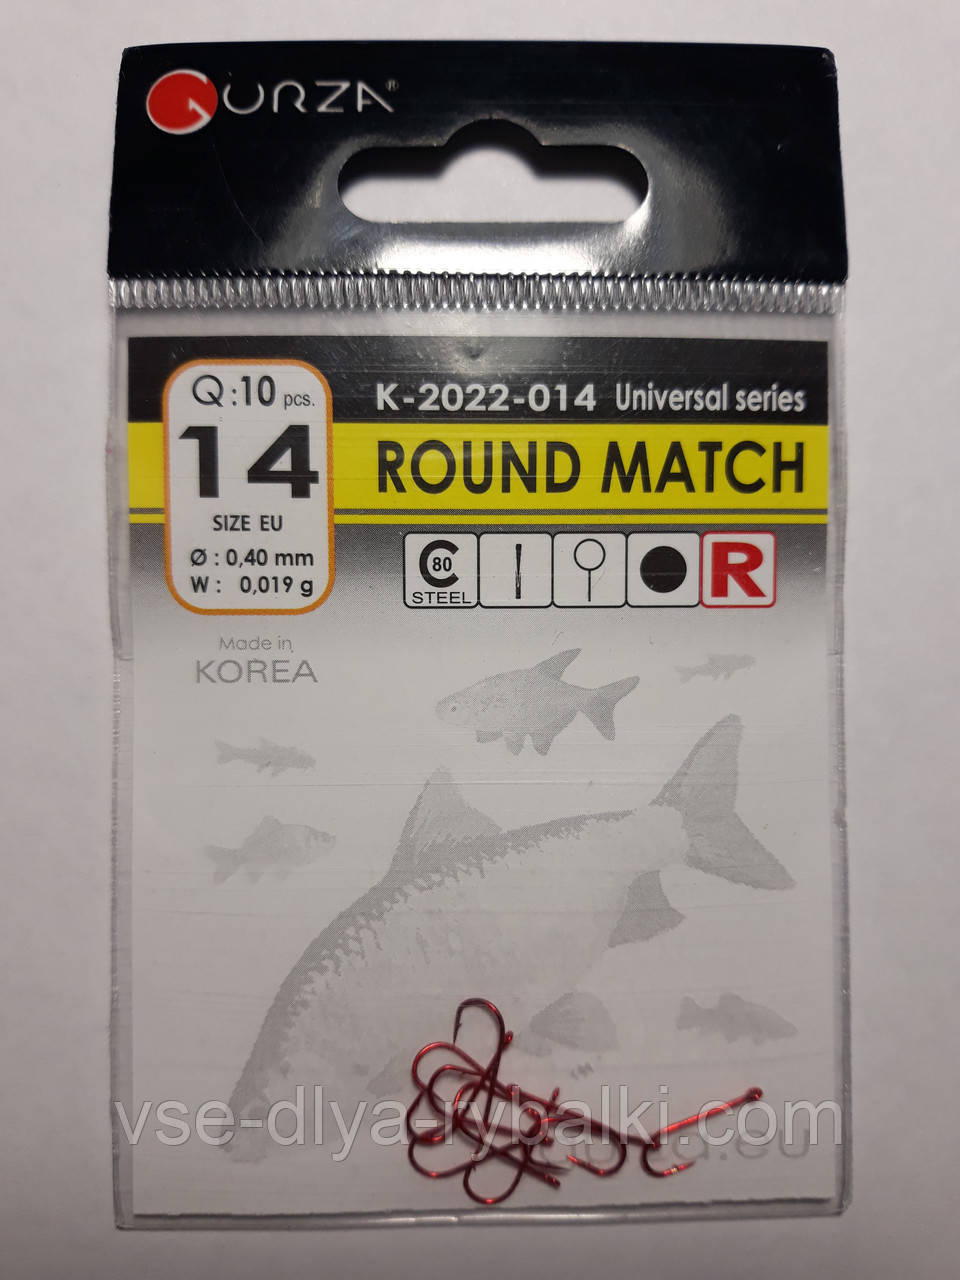 GURZA®
Q:10 pcs.
14
SIZE EU
Ø : 0,40 mm
W : 0,019 g
K-2022-014 Universal series
ROUND MATCH
C 80
STEEL
R
Made in
KOREA
vse-dlya-rybalki.com.ua